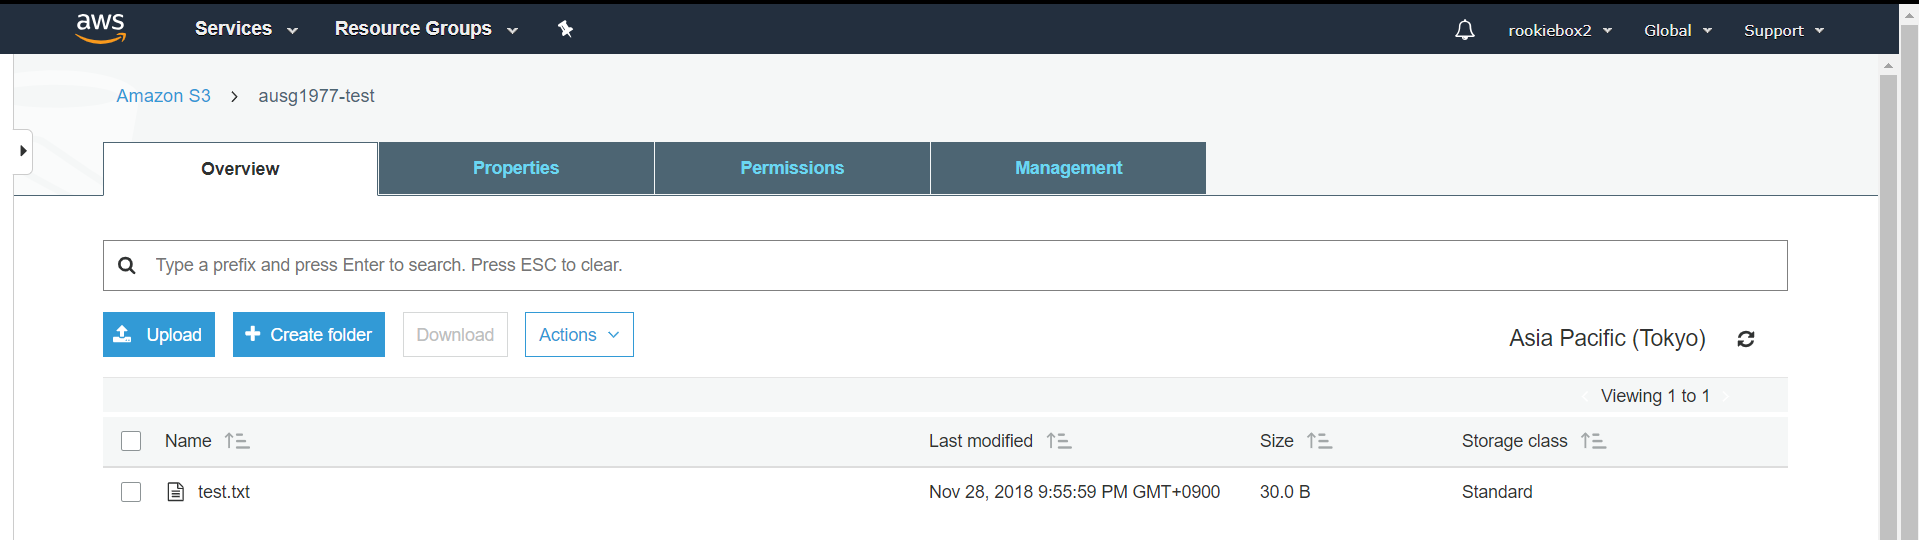 aws Services Resource Groups rookiebox2 Global Support
Amazon S3 > ausg1977-test
Overview Properties Permissions Management
Type a prefix and press Enter to search. Press ESC to clear.
Upload + Create folder Download Actions Asia Pacific (Tokyo)
Viewing 1 to 1
Name Last modified Size Storage class
test.txt Nov 28, 2018 9:55:59 PM GMT+0900 30.0 B Standard